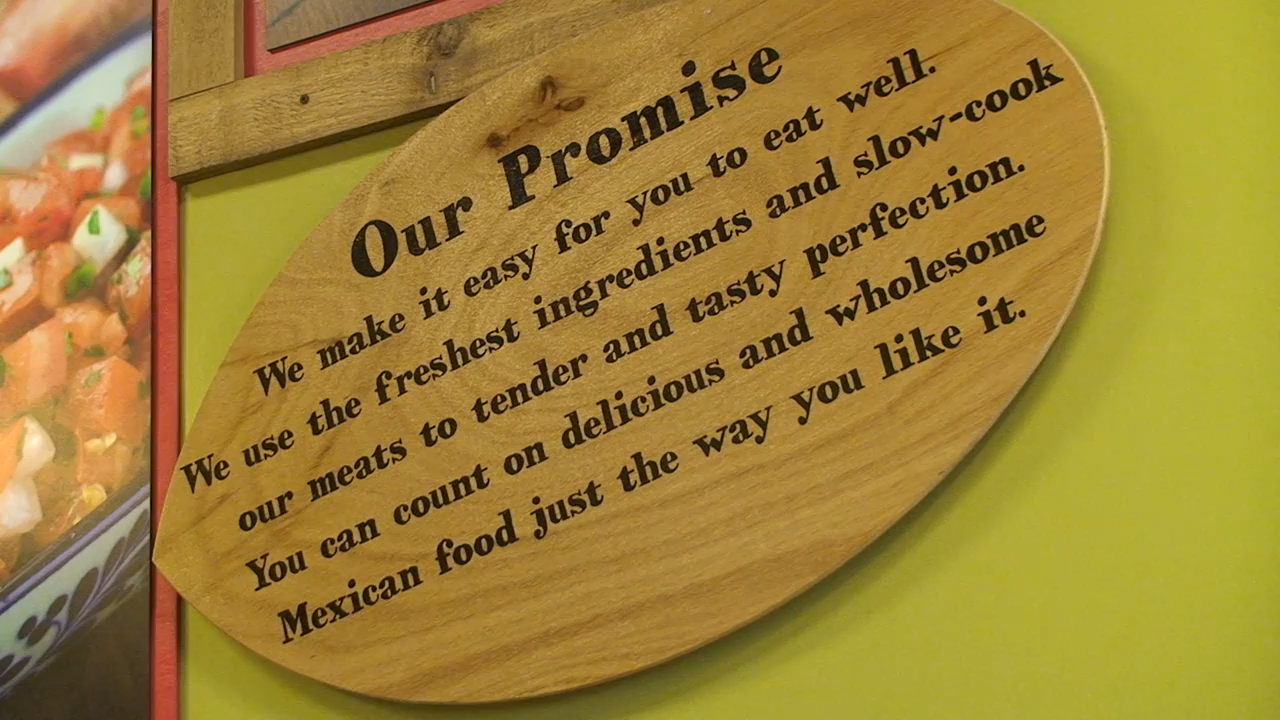 Our Promise
We make it easy for you to eat well.
We use the freshest ingredients and slow-cook
our meats to tender and tasty perfection.
You can count on delicious and wholesome
Mexican food just the way you like it.